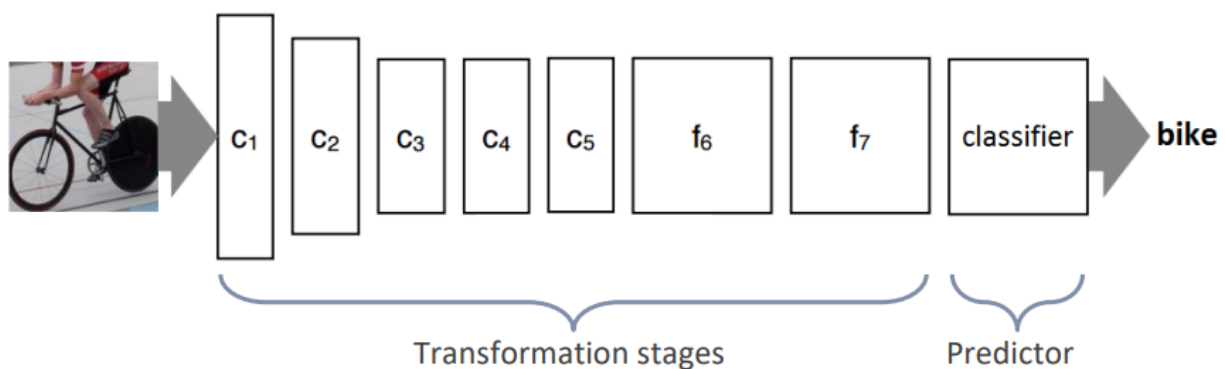 c₁ c₂ c₃ c₄ c₅ f₆ f₇ classifier bike
Transformation stages Predictor